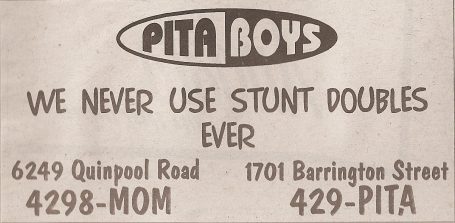 PITA BOYS
WE NEVER USE STUNT DOUBLES
EVER
6249 Quinpool Road
4298-MOM
1701 Barrington Street
429-PITA